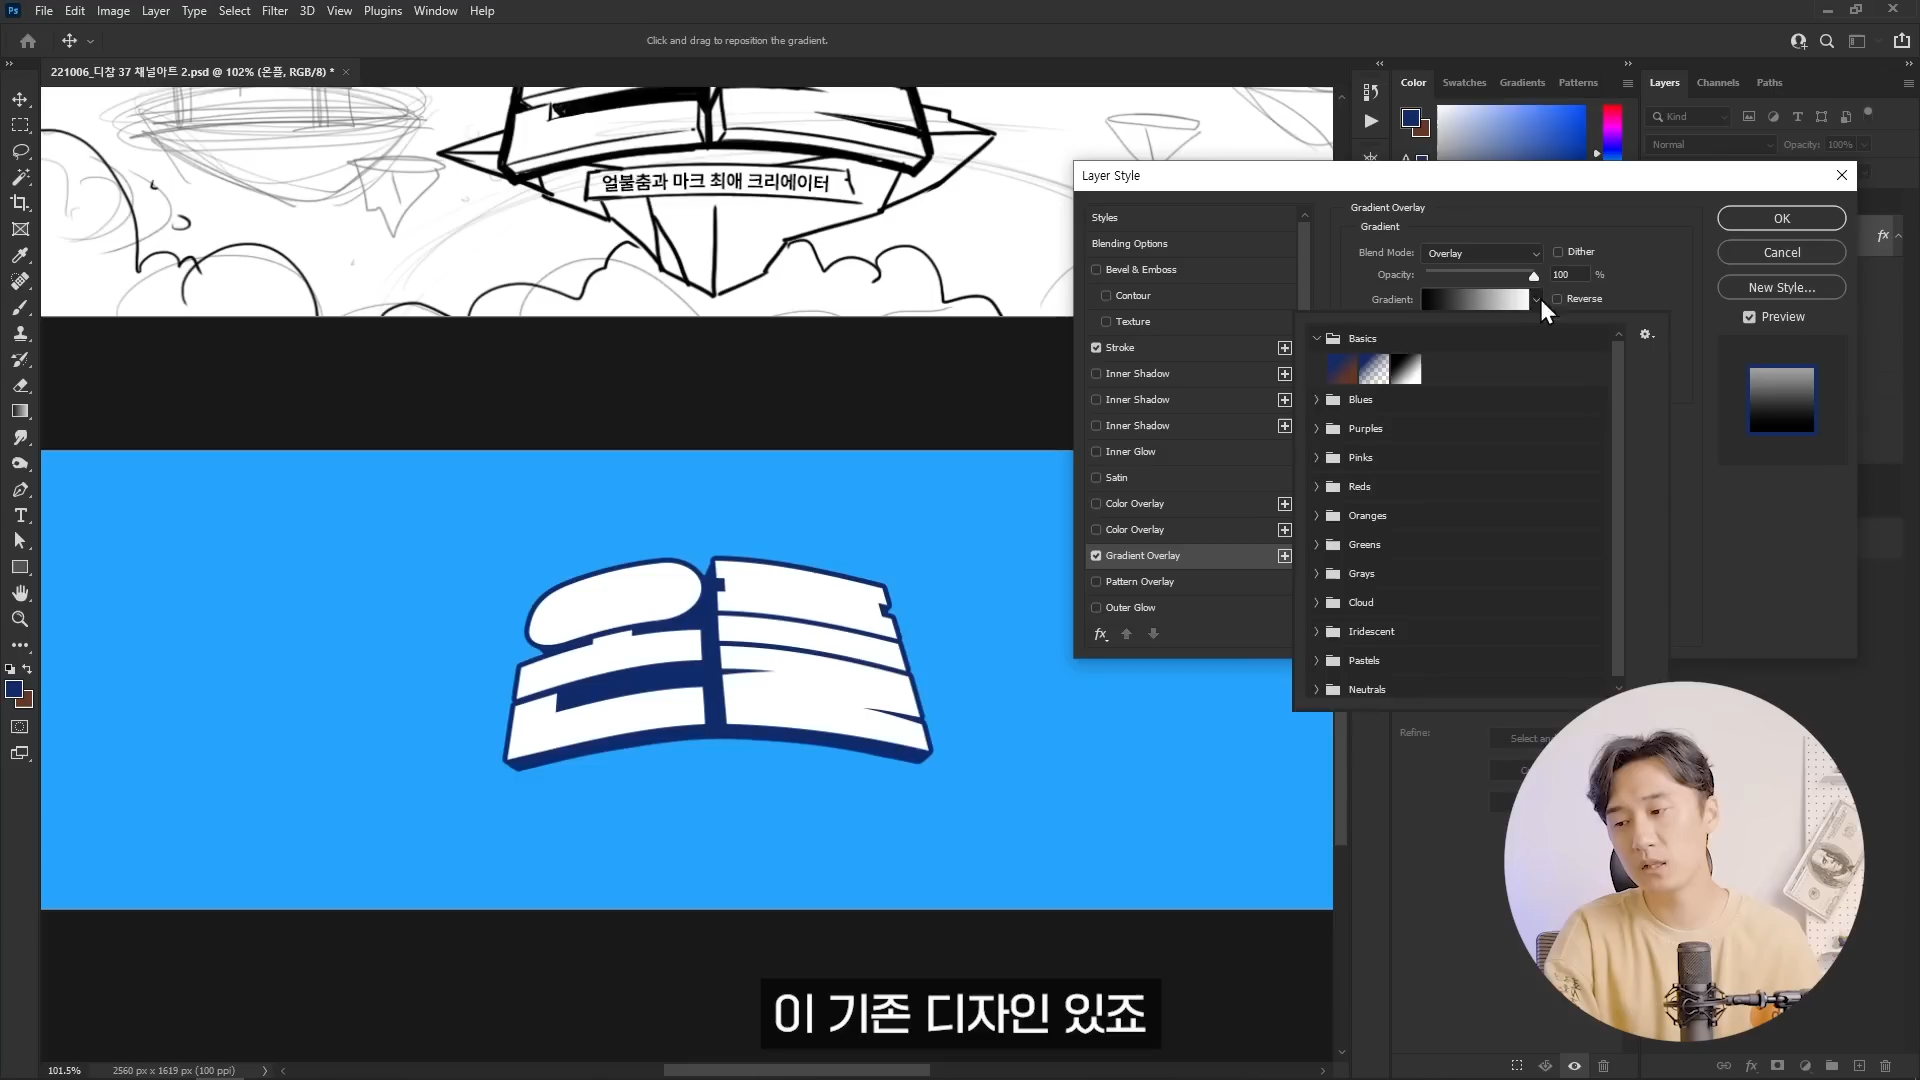 Ps File Edit Image Layer Type Select Filter 3D View Plugins Window Help
Click and drag to reposition the gradient.
221006_디참 37 채널아트 2.psd @ 102% (온플, RGB/8) *
Color Swatches Gradients Patterns
Layers Channels Paths
Kind
Normal
Opacity: 100%
얼불춤과 마크 최애 크리에이터
Layer Style
Styles
Blending Options
Bevel & Emboss
Contour
Texture
Stroke
Inner Shadow
Inner Shadow
Inner Shadow
Inner Glow
Satin
Color Overlay
Color Overlay
Gradient Overlay
Pattern Overlay
Outer Glow
fx
Gradient Overlay
Gradient
Blend Mode: Overlay Dither
Opacity: 100 %
Gradient: Reverse
Basics
Blues
Purples
Pinks
Reds
Oranges
Greens
Grays
Cloud
Iridescent
Pastels
Neutrals
OK
Cancel
New Style...
Preview
fx
Refine:
Select an
이 기존 디자인 있죠
101.5% 2560 px x 1619 px (100 ppi)
fx